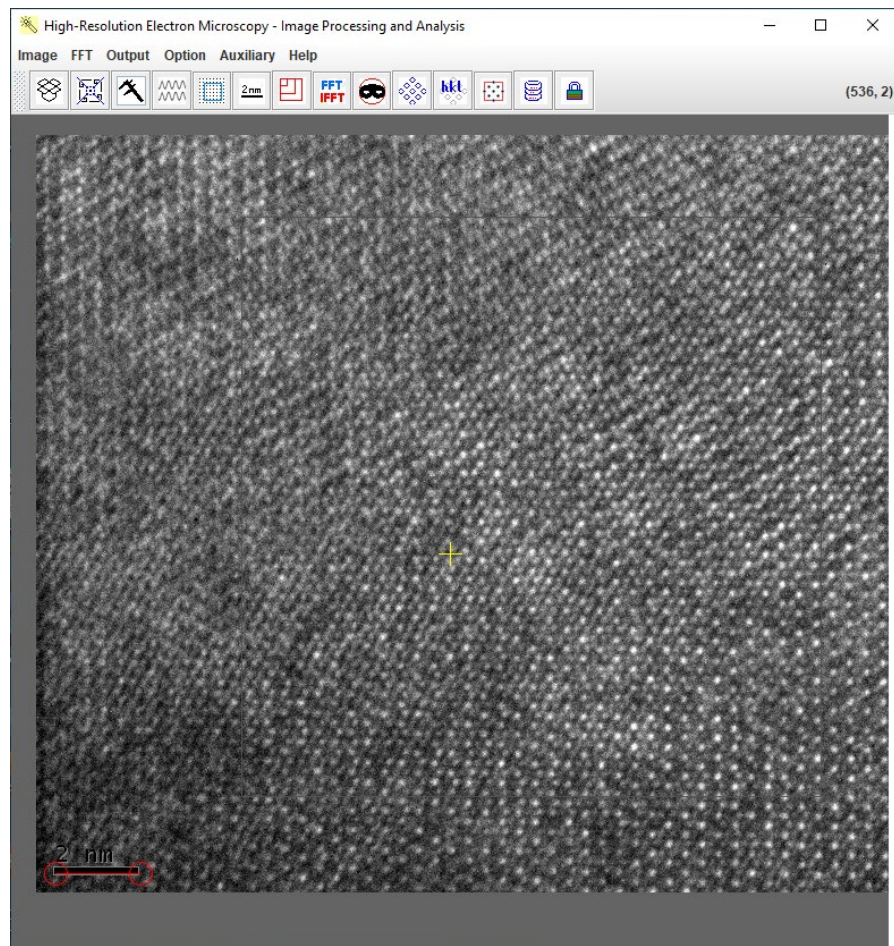 High-Resolution Electron Microscopy - Image Processing and Analysis
Image FFT Output Option Auxiliary Help
2nm FFT IFFT hkl (536, 2)
2 nm